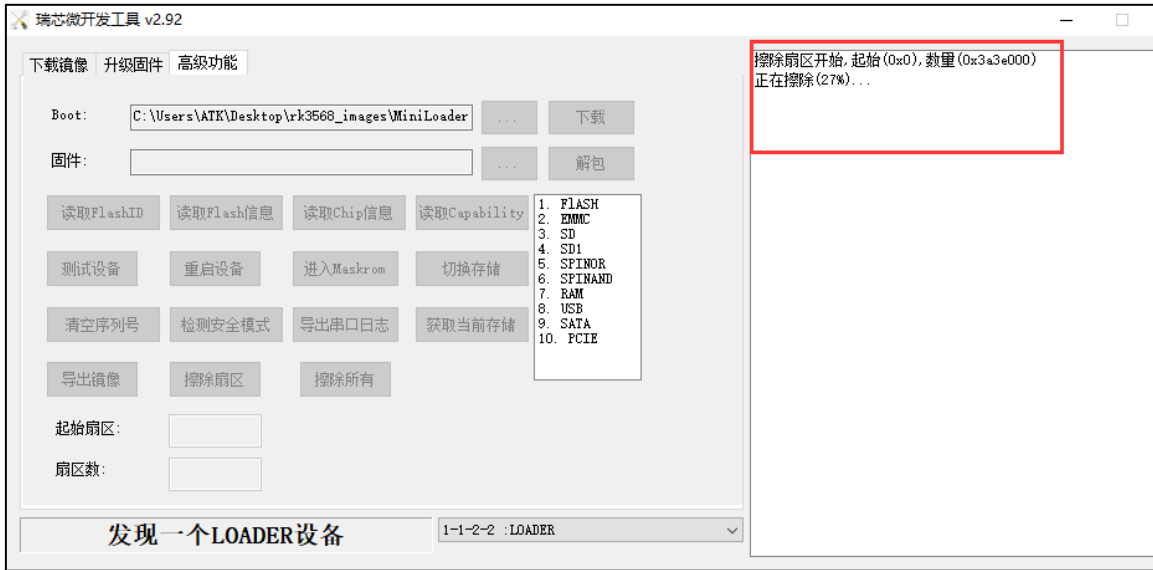 瑞芯微开发工具 v2.92
下载镜像 升级固件 高级功能
Boot: C:\Users\ATK\Desktop\rk3568_images\MiniLoader ... 下载
固件: ... 解包
读取FlashID 读取Flash信息 读取Chip信息 读取Capability
测试设备 重启设备 进入Maskrom 切换存储
清空序列号 检测安全模式 导出串口日志 获取当前存储
导出镜像 擦除扇区 擦除所有
1. FlASH
2. EMMC
3. SD
4. SD1
5. SPINOR
6. SPINAND
7. RAM
8. USB
9. SATA
10. PCIE
起始扇区:
扇区数:
发现一个LOADER设备
1-1-2-2 :LOADER
擦除扇区开始,起始(0x0),数量(0x3a3e000)
正在擦除(27%)...